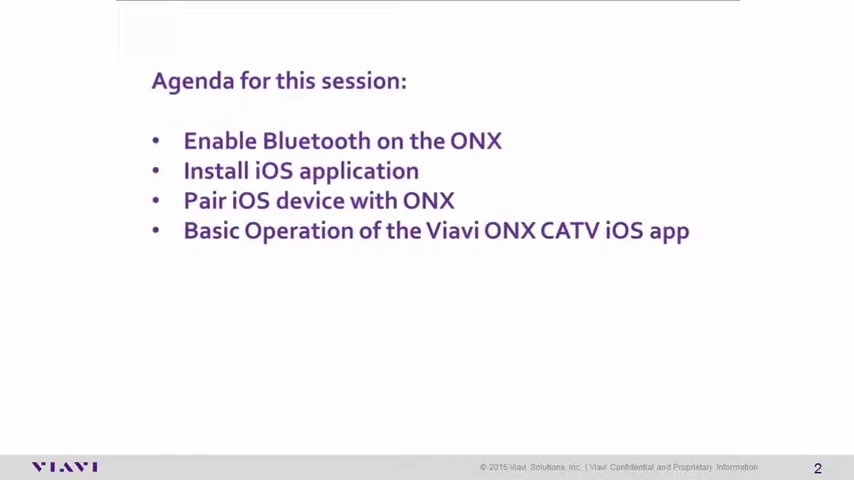 Agenda for this session:
• Enable Bluetooth on the ONX
• Install iOS application
• Pair iOS device with ONX
• Basic Operation of the Viavi ONX CATV iOS app
VIAVI
© 2016 Viavi Solutions, Inc. | Viavi Confidential and Proprietary Information
2